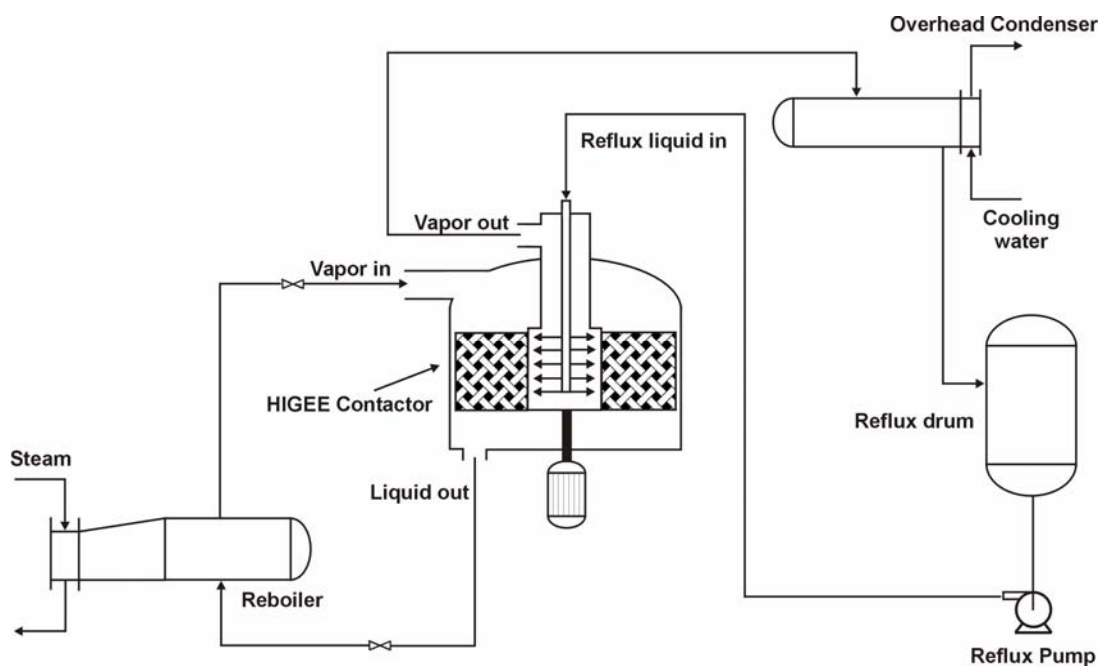 Overhead Condenser
Reflux liquid in
Vapor out
Cooling
water
Vapor in
HIGEE Contactor
Reflux drum
Steam
Liquid out
Reboiler
Reflux Pump